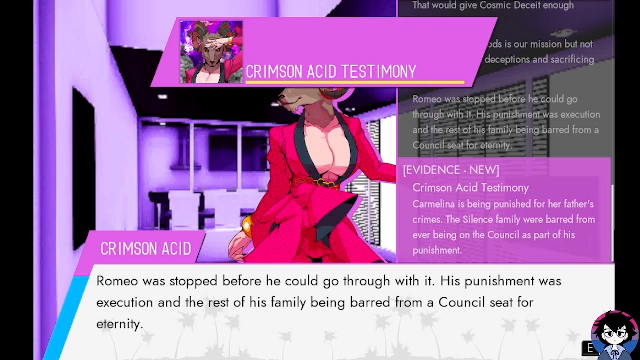 That would give Cosmic Deceit enough
ods is our mission but not
deceptions and sacrificing
CRIMSON ACID TESTIMONY
Romeo was stopped before he could go
through with it. His punishment was
execution and the rest of his family being
barred from a Council seat for eternity.
[EVIDENCE - NEW]
Crimson Acid Testimony
Carmelina is being punished for her father's
crimes. The Silence family were barred from
ever being on the Council as part of his
punishment.
CRIMSON ACID
Romeo was stopped before he could go through with it. His punishment was
execution and the rest of his family being barred from a Council seat for
eternity.
E